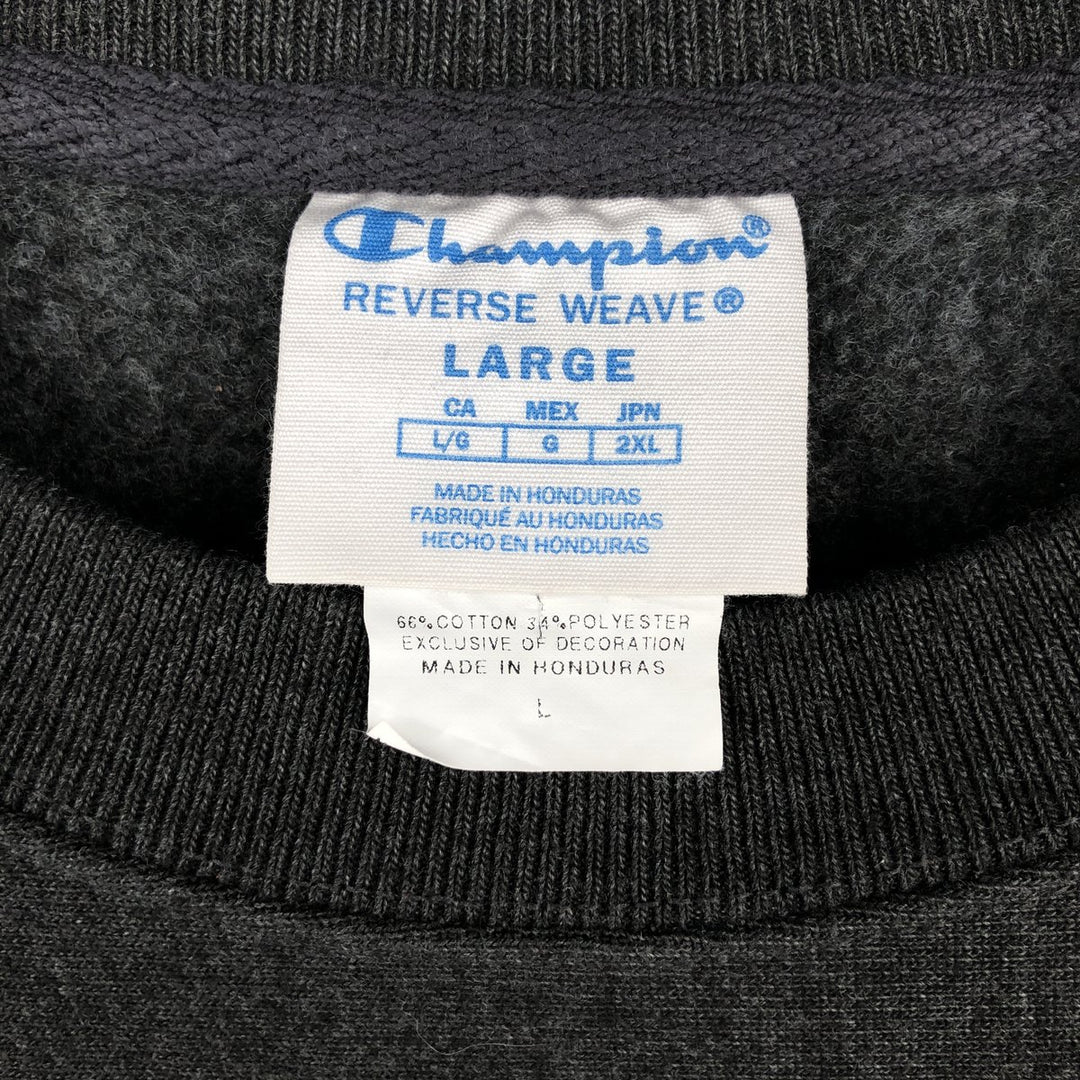 Champion®
REVERSE WEAVE®
LARGE
CA MEX JPN
L/G G 2XL
MADE IN HONDURAS
FABRIQUÉ AU HONDURAS
HECHO EN HONDURAS
66% COTTON 34% POLYESTER
EXCLUSIVE OF DECORATION
MADE IN HONDURAS
L